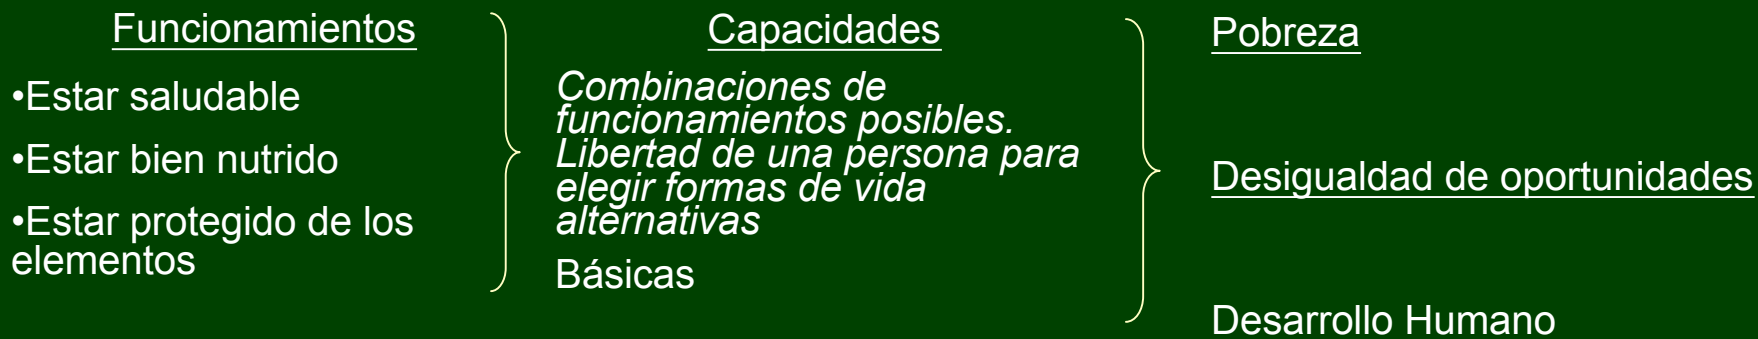 Funcionamientos
•Estar saludable
•Estar bien nutrido
•Estar protegido de los
elementos
Capacidades
Combinaciones de
funcionamientos posibles.
Libertad de una persona para
elegir formas de vida
alternativas
Básicas
Pobreza
Desigualdad de oportunidades
Desarrollo Humano